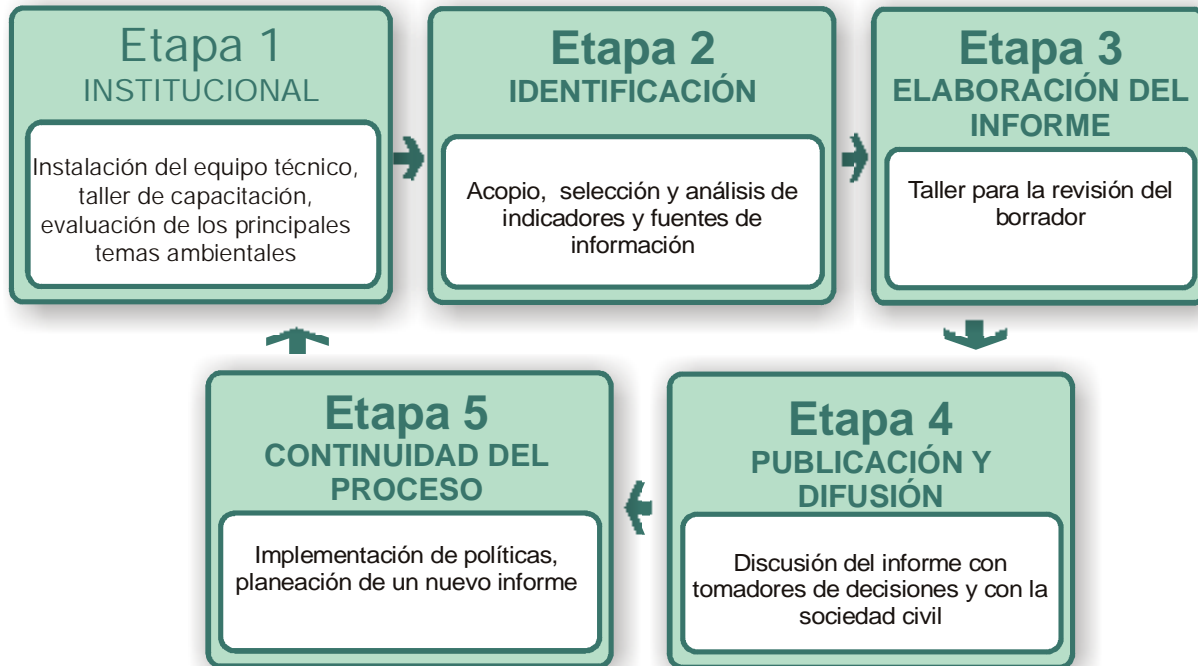 Etapa 1
INSTITUCIONAL
Instalación del equipo técnico,
taller de capacitación,
evaluación de los principales
temas ambientales
Etapa 2
IDENTIFICACIÓN
Acopio, selección y análisis de
indicadores y fuentes de
información
Etapa 3
ELABORACIÓN DEL
INFORME
Taller para la revisión del
borrador
Etapa 4
PUBLICACIÓN Y
DIFUSIÓN
Discusión del informe con
tomadores de decisiones y con la
sociedad civil
Etapa 5
CONTINUIDAD DEL
PROCESO
Implementación de políticas,
planeación de un nuevo informe